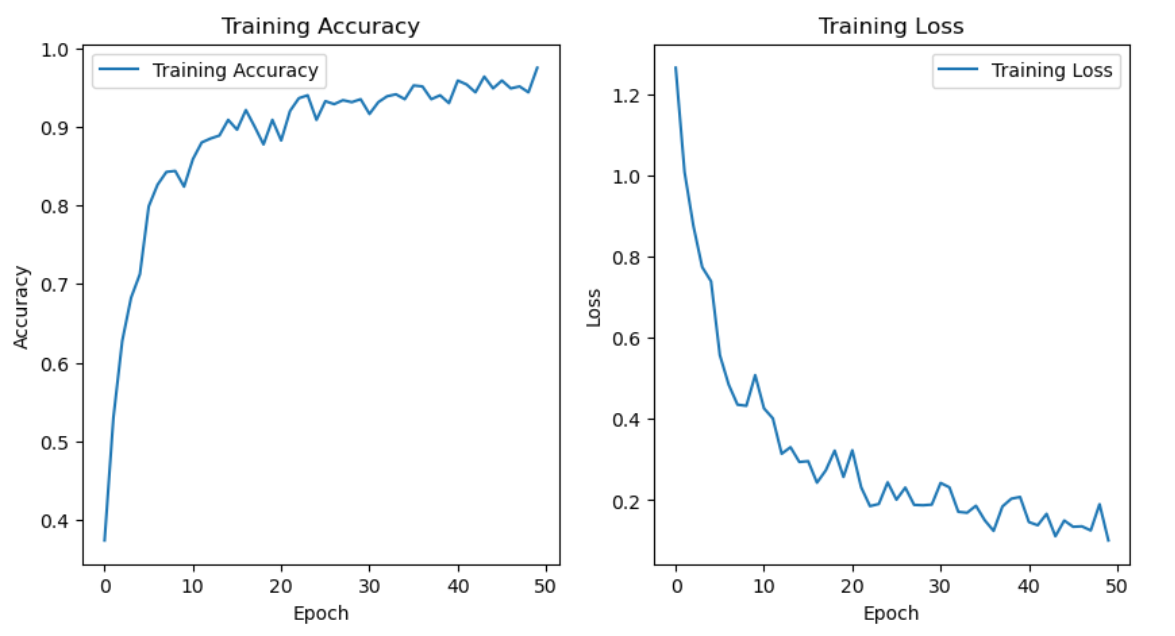 Training Accuracy
Training Accuracy
1.0
0.9
0.8
0.7
0.6
0.5
0.4
Accuracy
0 10 20 30 40 50
Epoch
Training Loss
Training Loss
1.2
1.0
0.8
0.6
0.4
0.2
Loss
0 10 20 30 40 50
Epoch